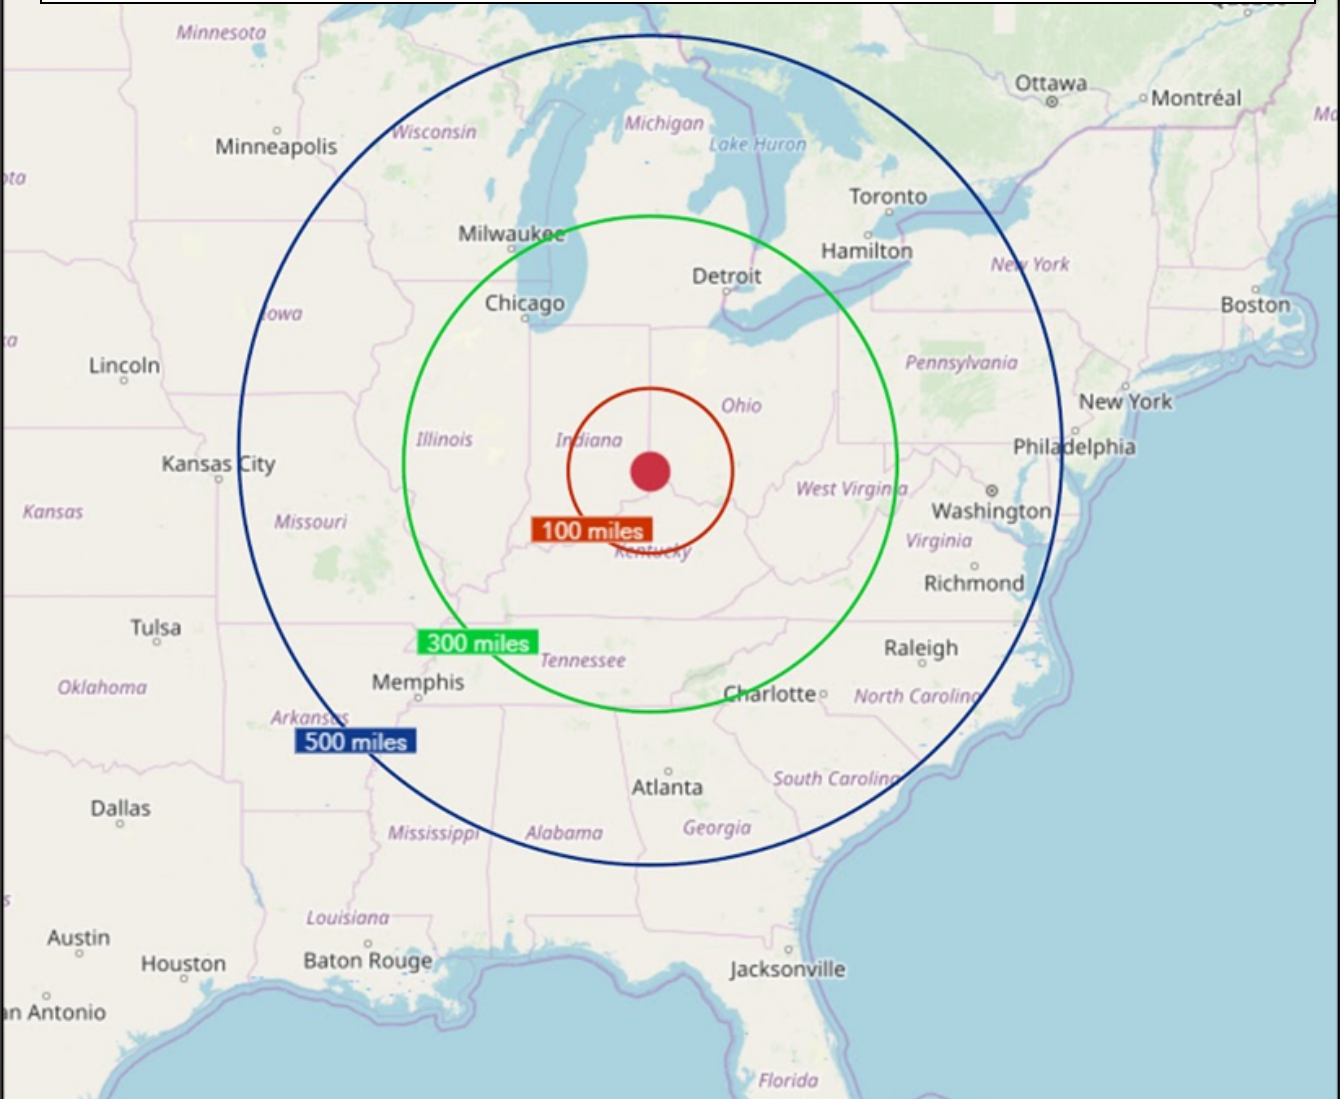 Minnesota
Ottawa
Montréal
Wisconsin
Michigan
Lake Huron
Minneapolis
Toronto
Milwaukee
Hamilton
New York
Detroit
Chicago
Boston
Iowa
Lincoln
Pennsylvania
New York
Ohio
Illinois
Indiana
Philadelphia
Kansas City
West Virginia
Kansas
Missouri
Washington
100 miles
Virginia
Kentucky
Richmond
Tulsa
300 miles
Raleigh
Tennessee
Memphis
Oklahoma
Charlotte
North Carolina
Arkansas
500 miles
South Carolina
Atlanta
Dallas
Mississippi
Alabama
Georgia
Louisiana
Austin
Baton Rouge
Houston
Jacksonville
an Antonio
Florida